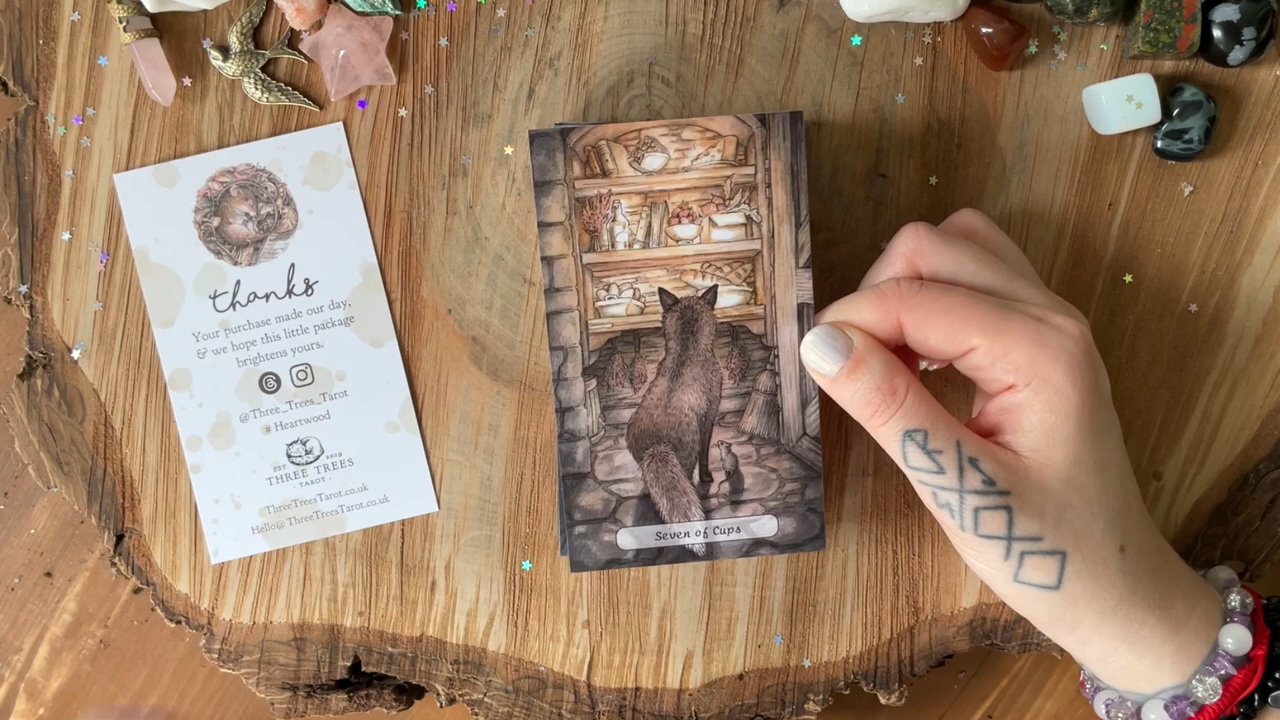 thanks
Your purchase made our day,
& we hope this little package
brightens yours.
@Three_Trees_Tarot
# Heartwood
EST. 2019
THREE TREES
· TAROT ·
ThreeTreesTarot.co.uk
Hello@ThreeTreesTarot.co.uk
Seven of Cups